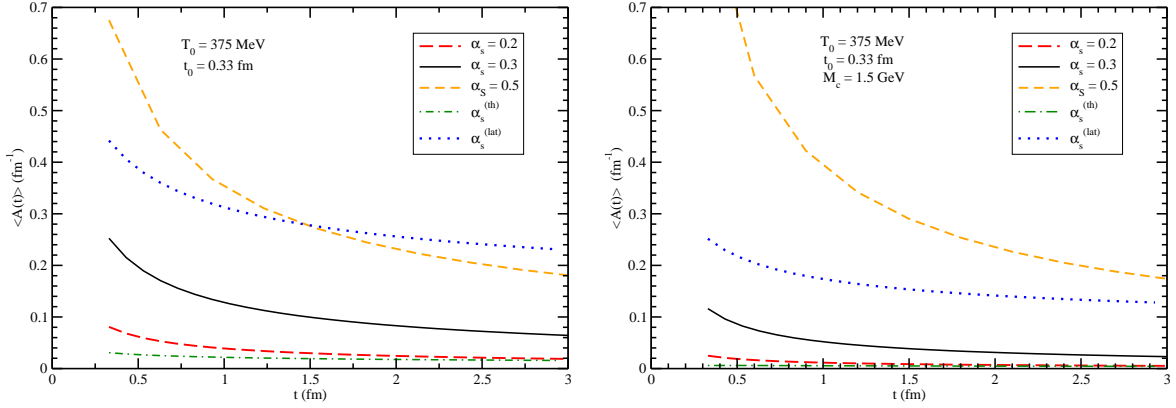 0.7
0.6
0.5
0.4
0.3
0.2
0.1
0
<A(t)> (fm⁻¹)
T₀ = 375 MeV
t₀ = 0.33 fm
αₛ = 0.2
αₛ = 0.3
α_S = 0.5
αₛ⁽ᵗʰ⁾
αₛ⁽ˡᵃᵗ⁾
0 0.5 1 1.5 2 2.5 3
t (fm)
0.7
0.6
0.5
0.4
0.3
0.2
0.1
0
<A(t)> (fm⁻¹)
T₀ = 375 MeV
t₀ = 0.33 fm
M_c = 1.5 GeV
αₛ = 0.2
αₛ = 0.3
α_S = 0.5
αₛ⁽ᵗʰ⁾
αₛ⁽ˡᵃᵗ⁾
0 0.5 1 1.5 2 2.5 3
t (fm)